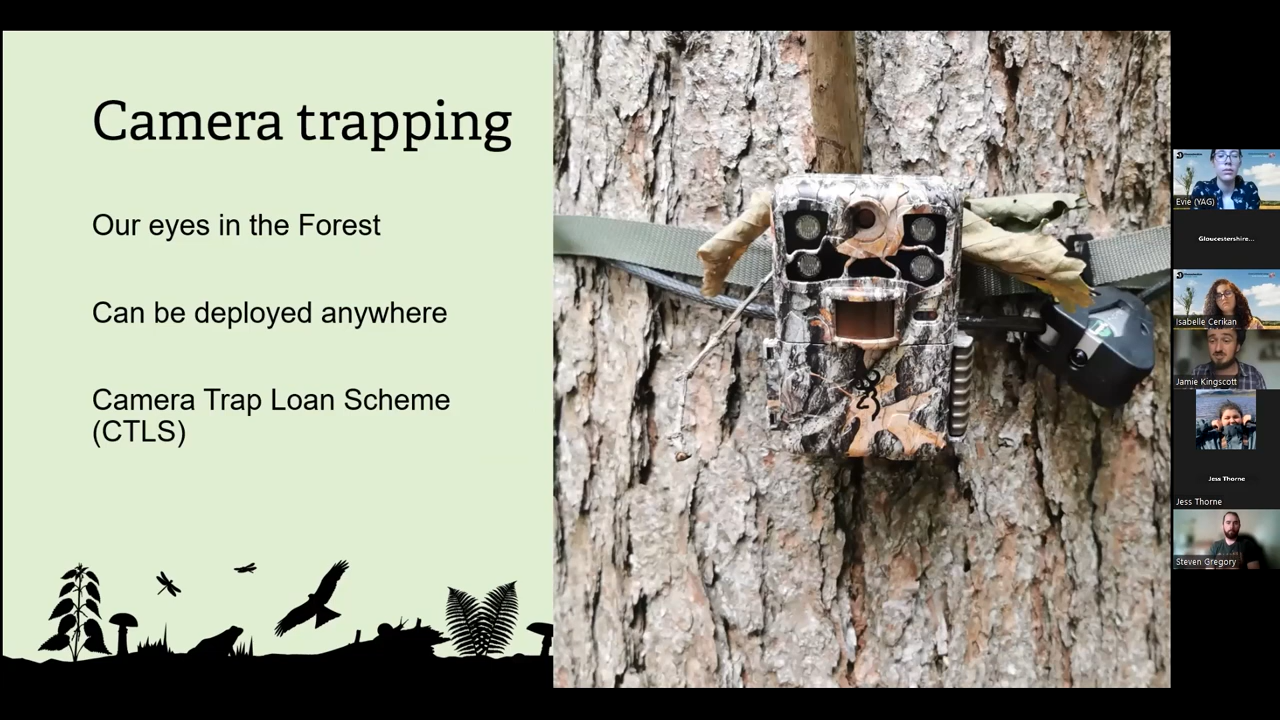 Camera trapping
Our eyes in the Forest
Can be deployed anywhere
Camera Trap Loan Scheme
(CTLS)
Evie (YAG)
Gloucestershire...
Isabelle Cerikan
Jamie Kingscott
Jess Thorne
Jess Thorne
Steven Gregory